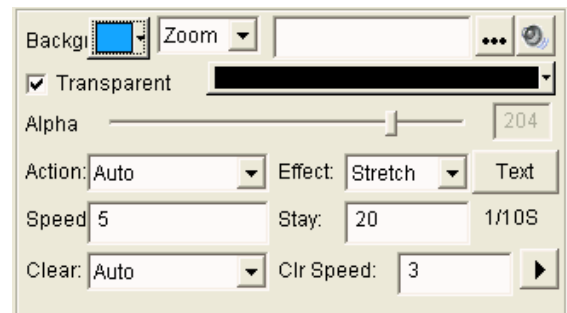 Backgı Zoom •••
Transparent
Alpha 204
Action: Auto Effect: Stretch Text
Speed 5 Stay: 20 1/10S
Clear: Auto Clr Speed: 3